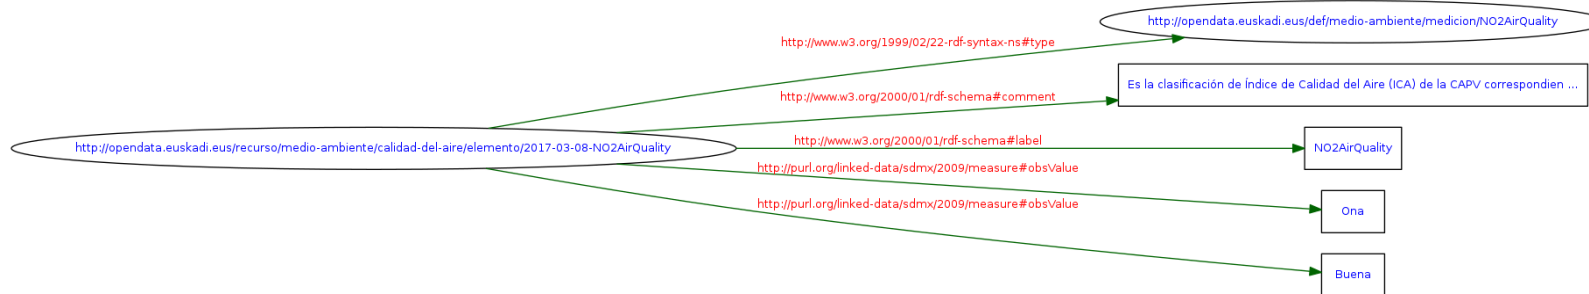 http://opendata.euskadi.eus/def/medio-ambiente/medicion/NO2AirQuality
http://www.w3.org/1999/02/22-rdf-syntax-ns#type
Es la clasificación de Índice de Calidad del Aire (ICA) de la CAPV correspondien ...
http://www.w3.org/2000/01/rdf-schema#comment
http://www.w3.org/2000/01/rdf-schema#label
http://opendata.euskadi.eus/recurso/medio-ambiente/calidad-del-aire/elemento/2017-03-08-NO2AirQuality
NO2AirQuality
http://purl.org/linked-data/sdmx/2009/measure#obsValue
http://purl.org/linked-data/sdmx/2009/measure#obsValue
Ona
Buena